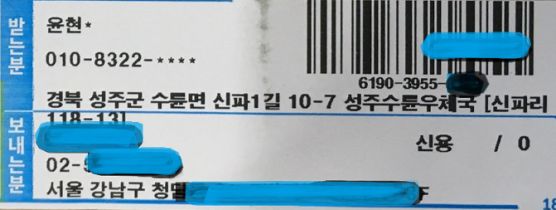 받는분
윤현*
010-8322-****
6190-3955-
경북 성주군 수륜면 신파1길 10-7 성주수륜우체국 [신파리
118-13]
보내는분
신용 / 0
02-
서울 강남구 청담
18